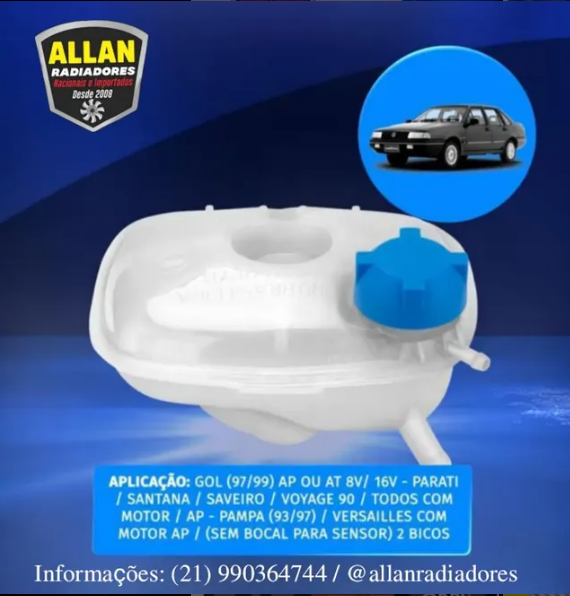 ALLAN
RADIADORES
Nacionais e Importados
Desde 2008
APLICAÇÃO: GOL (97/99) AP OU AT 8V/ 16V - PARATI
/ SANTANA / SAVEIRO / VOYAGE 90 / TODOS COM
MOTOR / AP - PAMPA (93/97) / VERSAILLES COM
MOTOR AP / (SEM BOCAL PARA SENSOR) 2 BICOS
Informações: (21) 990364744 / @allanradiadores